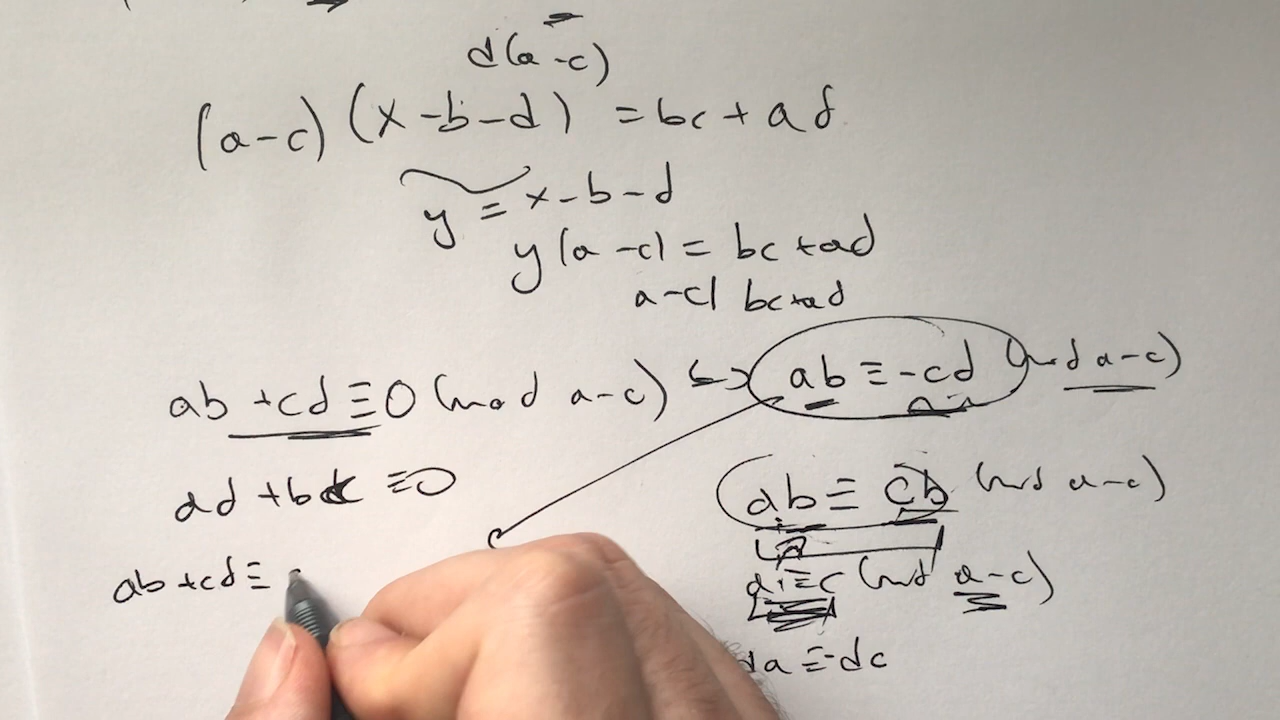 d(a-c)
(a-c)(x-b-d) = bc+ad
y = x-b-d
y(a-c) = bc+ad
a-c| bc+ad
ab+cd≡0 (mod a-c) ↔ ab≡-cd (mod a-c)
ad+bc≡0
ab≡cb (mod a-c)
ab+cd≡
a≡c (mod a-c)
da≡-dc